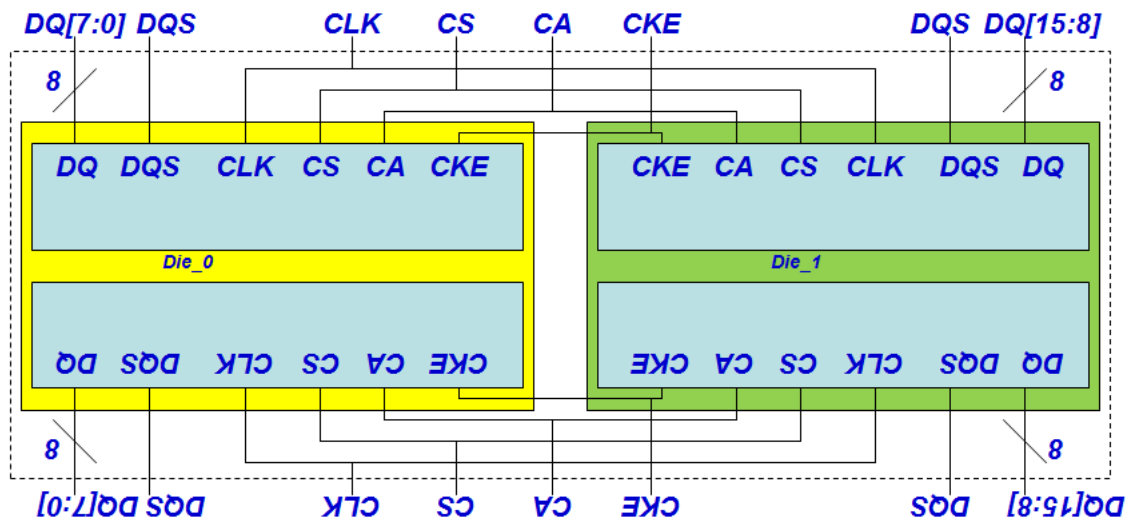 DQ[7:0] DQS CLK CS CA CKE DQS DQ[15:8]
8 8
DQ DQS CLK CS CA CKE CKE CA CS CLK DQS DQ
Die_0 Die_1
DQ DQS CLK CS CA CKE CKE CA CS CLK DQS DQ
8 8
DQ[7:0] DQS CLK CS CA CKE DQS DQ[15:8]